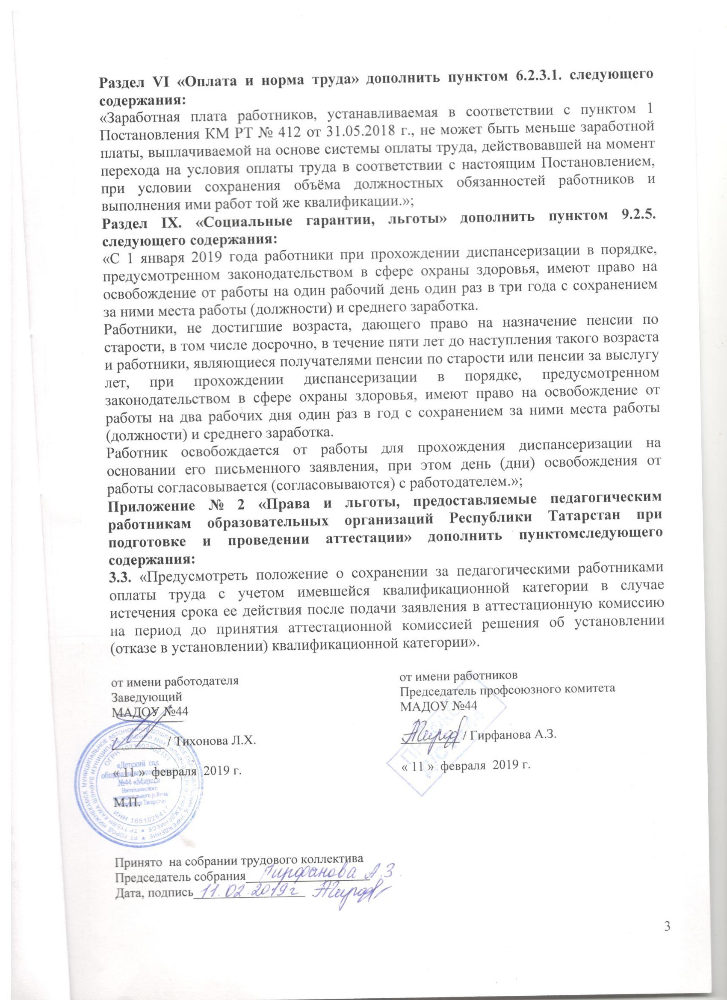 Раздел VI «Оплата и норма труда» дополнить пунктом 6.2.3.1. следующего
содержания:
«Заработная плата работников, устанавливаемая в соответствии с пунктом 1
Постановления КМ РТ № 412 от 31.05.2018 г., не может быть меньше заработной
платы, выплачиваемой на основе системы оплаты труда, действовавшей на момент
перехода на условия оплаты труда в соответствии с настоящим Постановлением,
при условии сохранения объёма должностных обязанностей работников и
выполнения ими работ той же квалификации.»;
Раздел IX. «Социальные гарантии, льготы» дополнить пунктом 9.2.5.
следующего содержания:
«С 1 января 2019 года работники при прохождении диспансеризации в порядке,
предусмотренном законодательством в сфере охраны здоровья, имеют право на
освобождение от работы на один рабочий день один раз в три года с сохранением
за ними места работы (должности) и среднего заработка.
Работники, не достигшие возраста, дающего право на назначение пенсии по
старости, в том числе досрочно, в течение пяти лет до наступления такого возраста
и работники, являющиеся получателями пенсии по старости или пенсии за выслугу
лет, при прохождении диспансеризации в порядке, предусмотренном
законодательством в сфере охраны здоровья, имеют право на освобождение от
работы на два рабочих дня один раз в год с сохранением за ними места работы
(должности) и среднего заработка.
Работник освобождается от работы для прохождения диспансеризации на
основании его письменного заявления, при этом день (дни) освобождения от
работы согласовывается (согласовываются) с работодателем.»;
Приложение № 2 «Права и льготы, предоставляемые педагогическим
работникам образовательных организаций Республики Татарстан при
подготовке и проведении аттестации» дополнить пунктомследующего
содержания:
3.3. «Предусмотреть положение о сохранении за педагогическими работниками
оплаты труда с учетом имевшейся квалификационной категории в случае
истечения срока ее действия после подачи заявления в аттестационную комиссию
на период до принятия аттестационной комиссией решения об установлении
(отказе в установлении) квалификационной категории».
от имени работодателя
Заведующий
МАДОУ №44
/ Тихонова Л.Х.
« 11 » февраля 2019 г.
М.П.
от имени работников
Председатель профсоюзного комитета
МАДОУ №44
/ Гирфанова А.З.
« 11 » февраля 2019 г.
ОГРН 1021602502151
«Детский сад
№44
ИНН 1651028417
Принято на собрании трудового коллектива
Председатель собрания Гирфанова А.З.
Дата, подпись 11.02.2019г
3